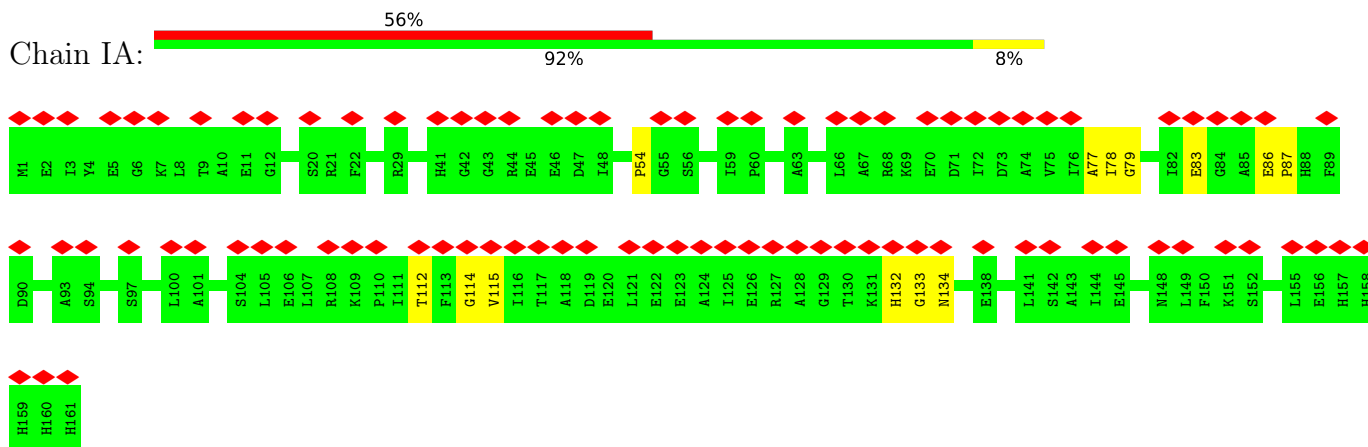 56%
Chain IA:
92% 8%
M1 E2 I3 Y4 E5 G6 K7 L8 T9 A10 E11 G12 S20 R21 F22 R29 H41 G42 G43 R44 E45 E46 D47 I48 P54 G55 S56 I59 P60 A63 L66 A67 R68 K69 E70 D71 I72 D73 A74 V75 I76 A77 I78 G79 I82 E83 G84 A85 E86 P87 H88 F89
D90 A93 S94 S97 L100 A101 S104 L105 E106 L107 R108 K109 P110 I111 T112 F113 G114 V115 I116 T117 A118 D119 E120 L121 E122 E123 A124 I125 E126 R127 A128 G129 T130 K131 H132 G133 N134 E138 L141 S142 A143 I144 E145 N148 L149 F150 K151 S152 L155 E156 H157 H158
H159 H160 H161